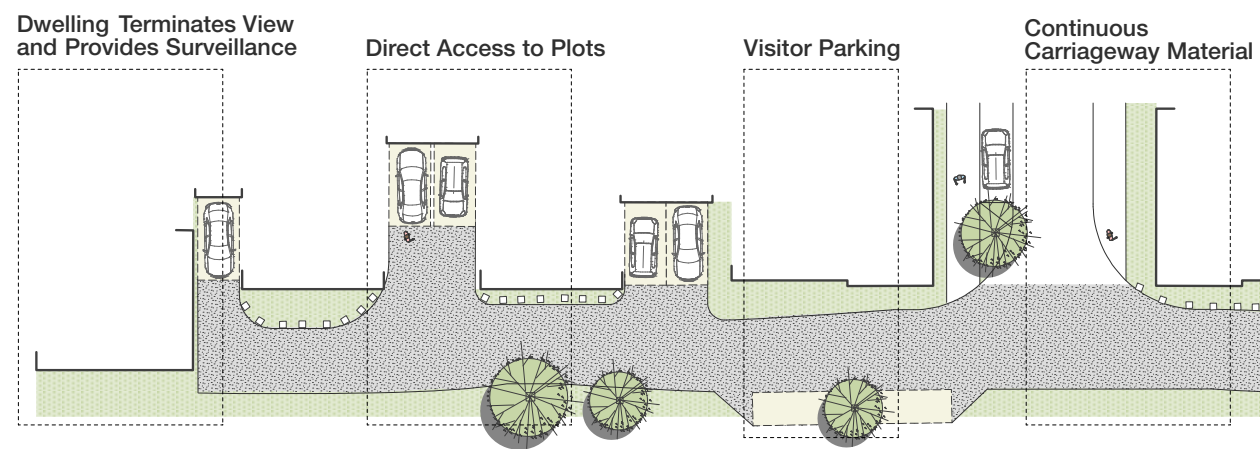 Dwelling Terminates View
and Provides Surveillance
Direct Access to Plots
Visitor Parking
Continuous
Carriageway Material